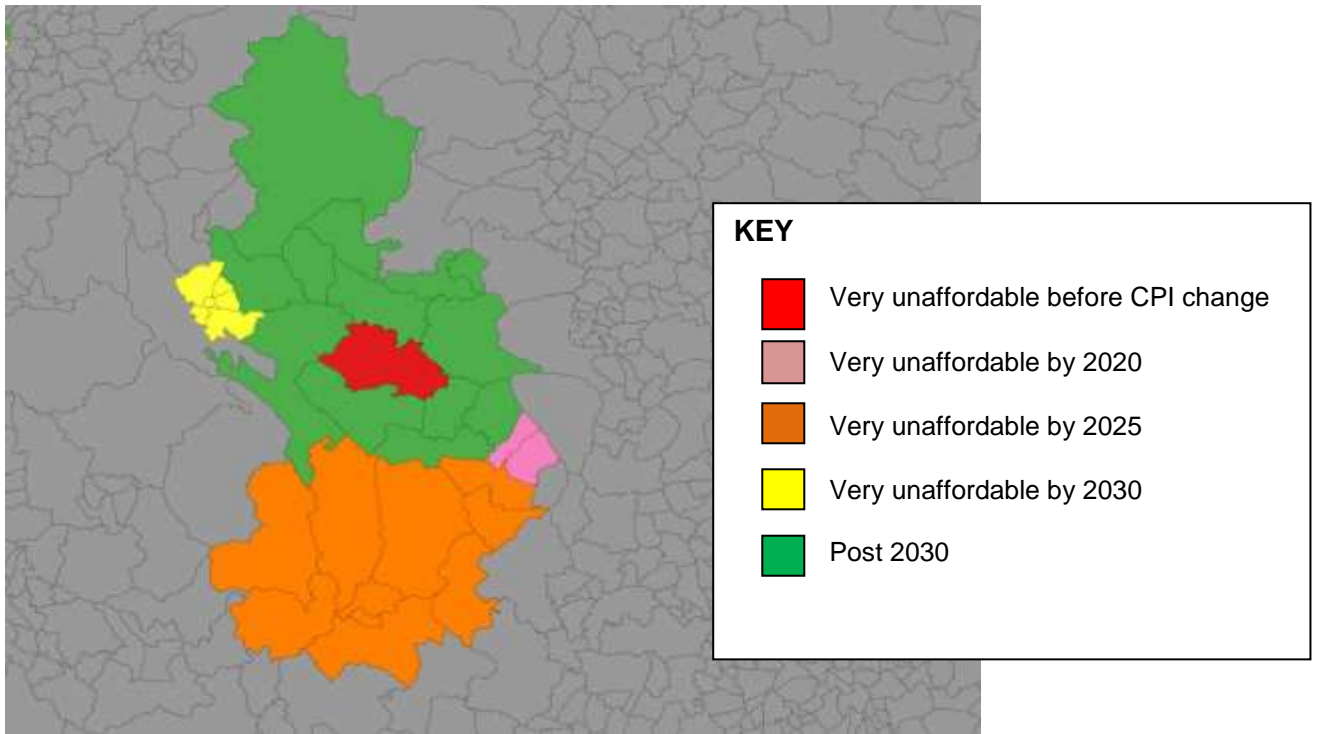 KEY
Very unaffordable before CPI change
Very unaffordable by 2020
Very unaffordable by 2025
Very unaffordable by 2030
Post 2030